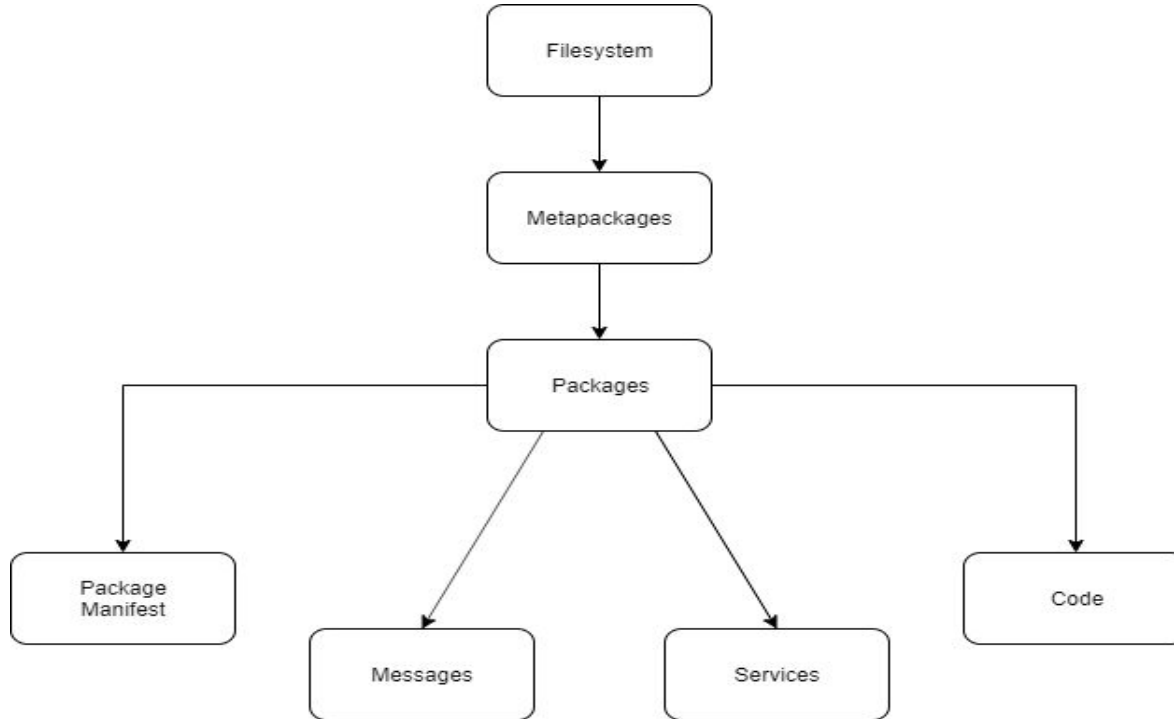 Filesystem
Metapackages
Packages
Package
Manifest
Messages
Services
Code